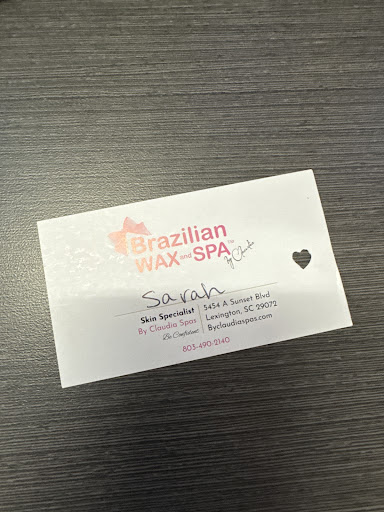 Brazilian
WAX and SPA™
by Claudia
Sarah
Skin Specialist
By Claudia Spas
Be Confident
5454 A Sunset Blvd
Lexington, SC 29072
Byclaudiaspas.com
803-490-2140